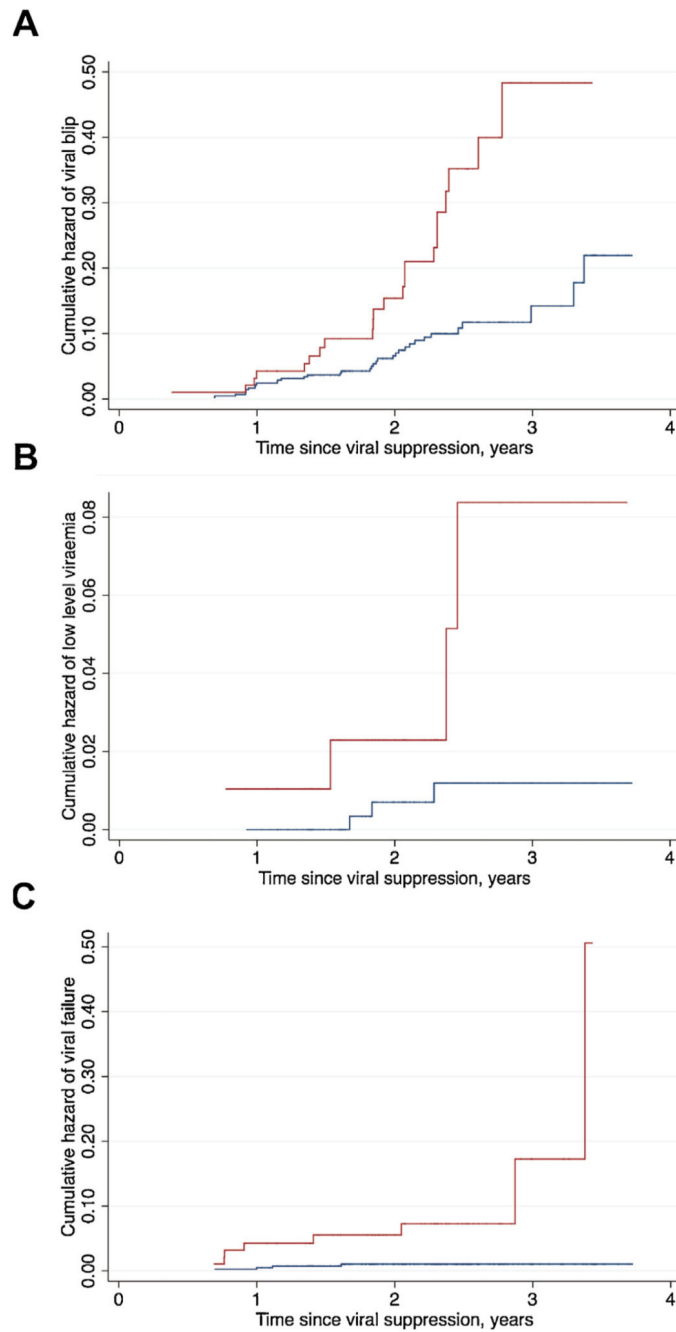 A
Cumulative hazard of viral blip
0.50
0.40
0.30
0.20
0.10
0.00
0 1 2 3 4
Time since viral suppression, years
B
Cumulative hazard of low level viraemia
0.08
0.06
0.04
0.02
0.00
0 1 2 3 4
Time since viral suppression, years
C
Cumulative hazard of viral failure
0.50
0.40
0.30
0.20
0.10
0.00
0 1 2 3 4
Time since viral suppression, years